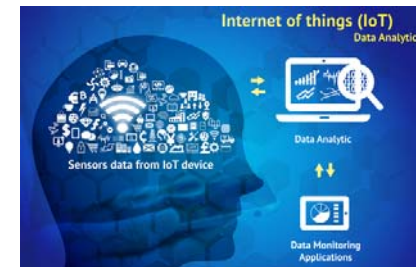 Internet of things (IoT)
Data Analytic
Sensors data from IoT device
Data Analytic
Data Monitoring
Applications